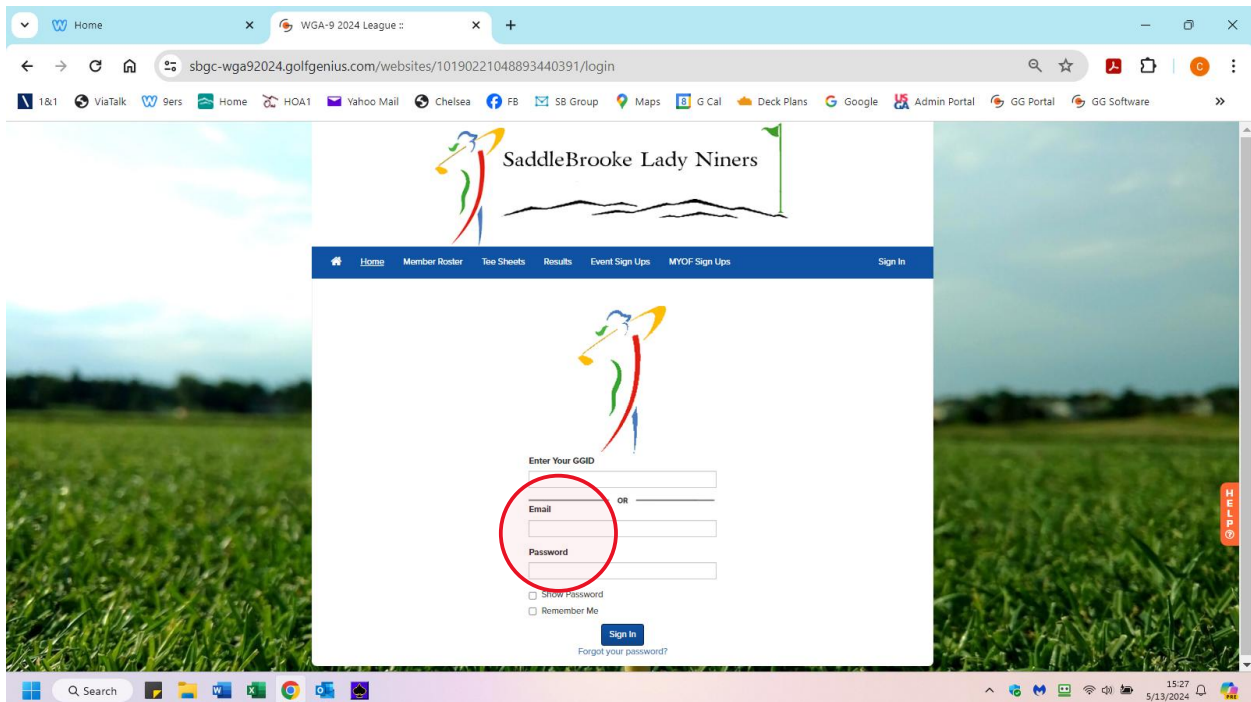 Home
WGA-9 2024 League ::
sbgc-wga92024.golfgenius.com/websites/10190221048893440391/login
C
1&1 ViaTalk 9ers Home HOA1 Yahoo Mail Chelsea FB SB Group Maps 8 G Cal Deck Plans Google Admin Portal GG Portal GG Software
SaddleBrooke Lady Niners
Home Member Roster Tee Sheets Results Event Sign Ups MYOF Sign Ups Sign In
Enter Your GGID
OR
Email
Password
Show Password
Remember Me
Sign In
Forgot your password?
HELP?
Search
15:27
5/13/2024
PRE